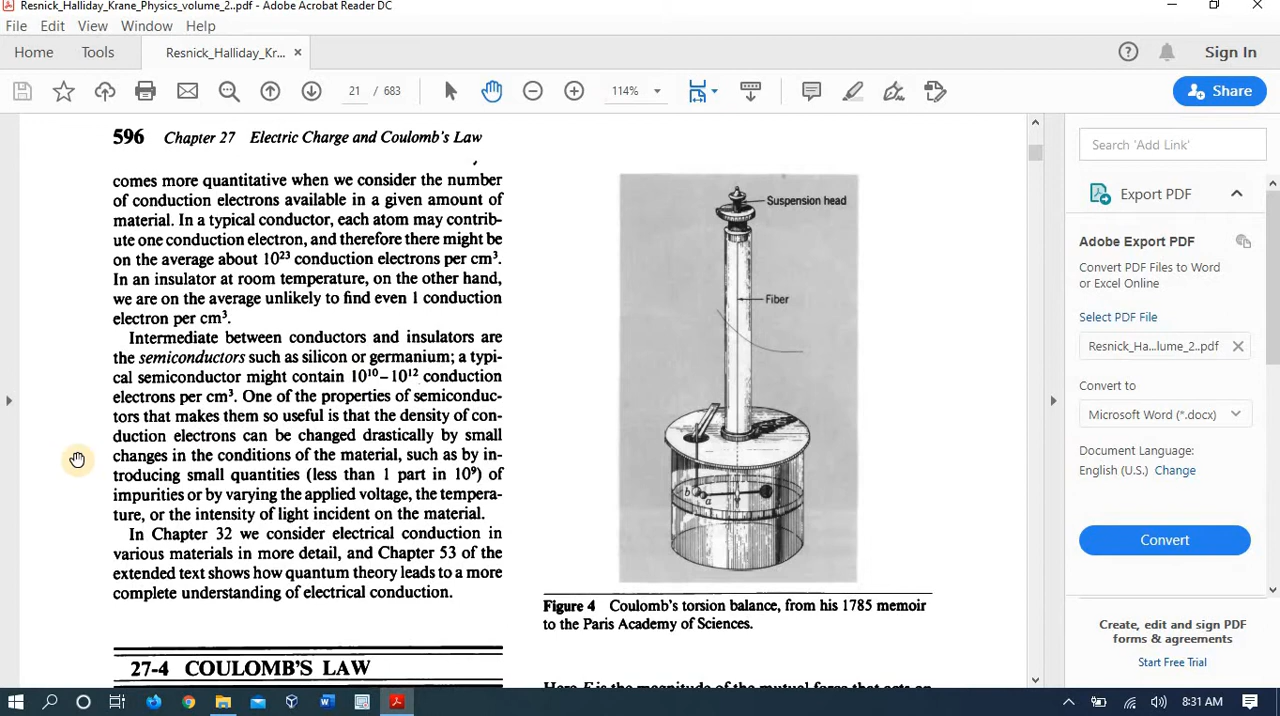 Resnick_Halliday_Krane_Physics_volume_2..pdf - Adobe Acrobat Reader DC
File Edit View Window Help
Home Tools Resnick_Halliday_Kr... × Sign In
21 / 683 114% Share
596 Chapter 27 Electric Charge and Coulomb's Law
comes more quantitative when we consider the number
of conduction electrons available in a given amount of
material. In a typical conductor, each atom may contrib-
ute one conduction electron, and therefore there might be
on the average about 10²³ conduction electrons per cm³.
In an insulator at room temperature, on the other hand,
we are on the average unlikely to find even 1 conduction
electron per cm³.
Intermediate between conductors and insulators are
the semiconductors such as silicon or germanium; a typi-
cal semiconductor might contain 10¹⁰–10¹² conduction
electrons per cm³. One of the properties of semiconduc-
tors that makes them so useful is that the density of con-
duction electrons can be changed drastically by small
changes in the conditions of the material, such as by in-
troducing small quantities (less than 1 part in 10⁹) of
impurities or by varying the applied voltage, the tempera-
ture, or the intensity of light incident on the material.
In Chapter 32 we consider electrical conduction in
various materials in more detail, and Chapter 53 of the
extended text shows how quantum theory leads to a more
complete understanding of electrical conduction.
27-4 COULOMB'S LAW
Suspension head
Fiber
b
a
Figure 4 Coulomb's torsion balance, from his 1785 memoir
to the Paris Academy of Sciences.
Here F is the magnitude of the mutual force that acts on
Search 'Add Link'
Export PDF
Adobe Export PDF
Convert PDF Files to Word
or Excel Online
Select PDF File
Resnick_Ha...lume_2..pdf
Convert to
Microsoft Word (*.docx)
Document Language:
English (U.S.) Change
Convert
Create, edit and sign PDF
forms & agreements
Start Free Trial
8:31 AM